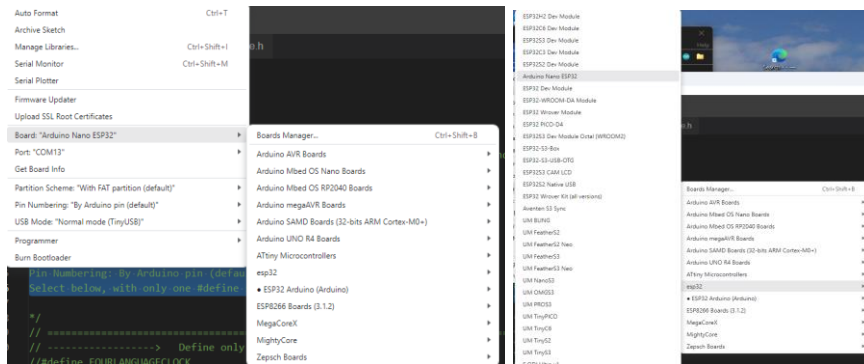 Auto Format Ctrl+T
Archive Sketch
Manage Libraries... Ctrl+Shift+I
Serial Monitor Ctrl+Shift+M
Serial Plotter
Firmware Updater
Upload SSL Root Certificates
Board: "Arduino Nano ESP32"
Port: "COM13"
Get Board Info
Partition Scheme: "With FAT partition (default)"
Pin Numbering: "By Arduino pin (default)"
USB Mode: "Normal mode (TinyUSB)"
Programmer
Burn Bootloader
e.h
Boards Manager... Ctrl+Shift+B
Arduino AVR Boards
Arduino Mbed OS Nano Boards
Arduino Mbed OS RP2040 Boards
Arduino megaAVR Boards
Arduino SAMD Boards (32-bits ARM Cortex-M0+)
Arduino UNO R4 Boards
ATtiny Microcontrollers
esp32
● ESP32 Arduino (Arduino)
ESP8266 Boards (3.1.2)
MegaCoreX
MightyCore
Zepsch Boards
Pin Numbering: By Arduino pin (defau
Select below, with only one #define
*/
// ------------------> Define only
//#define FOURLANGUAGECLOCK
ESP32H2 Dev Module
ESP32C6 Dev Module
ESP32S3 Dev Module
ESP32C3 Dev Module
ESP32S2 Dev Module
Arduino Nano ESP32
ESP32 Dev Module
ESP32-WROOM-DA Module
ESP32 Wrover Module
ESP32 PICO-D4
ESP32S3 Dev Module Octal (WROOM2)
ESP32-S3-Box
ESP32-S3-USB-OTG
ESP32S3 CAM LCD
ESP32S2 Native USB
ESP32 Wrover Kit (all versions)
Aventen S3 Sync
UM BLING
UM FeatherS2
UM FeatherS2 Neo
UM FeatherS3
UM FeatherS3 Neo
UM NanoS3
UM OMGS3
UM PROS3
UM TinyPICO
UM TinyC6
UM TinyS2
UM TinyS3
Help
.h
Boards Manager... Ctrl+Shift+B
Arduino AVR Boards
Arduino Mbed OS Nano Boards
Arduino Mbed OS RP2040 Boards
Arduino megaAVR Boards
Arduino SAMD Boards (32-bits ARM Cortex-M0+)
Arduino UNO R4 Boards
ATtiny Microcontrollers
esp32
● ESP32 Arduino (Arduino)
ESP8266 Boards (3.1.2)
MegaCoreX
MightyCore
Zepsch Boards